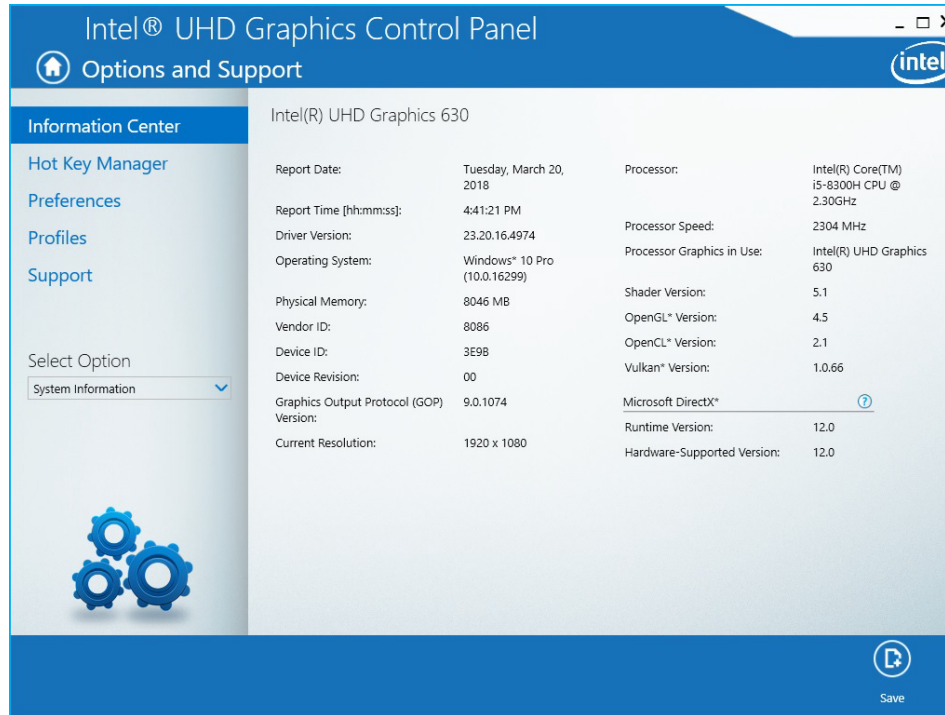 Intel® UHD Graphics Control Panel
Options and Support
intel
Information Center
Hot Key Manager
Preferences
Profiles
Support
Select Option
System Information
Intel(R) UHD Graphics 630
Report Date: Tuesday, March 20,
2018
Report Time [hh:mm:ss]: 4:41:21 PM
Driver Version: 23.20.16.4974
Operating System: Windows* 10 Pro
(10.0.16299)
Physical Memory: 8046 MB
Vendor ID: 8086
Device ID: 3E9B
Device Revision: 00
Graphics Output Protocol (GOP) 9.0.1074
Version:
Current Resolution: 1920 x 1080
Processor: Intel(R) Core(TM)
i5-8300H CPU @
2.30GHz
Processor Speed: 2304 MHz
Processor Graphics in Use: Intel(R) UHD Graphics
630
Shader Version: 5.1
OpenGL* Version: 4.5
OpenCL* Version: 2.1
Vulkan* Version: 1.0.66
Microsoft DirectX* ?
Runtime Version: 12.0
Hardware-Supported Version: 12.0
Save